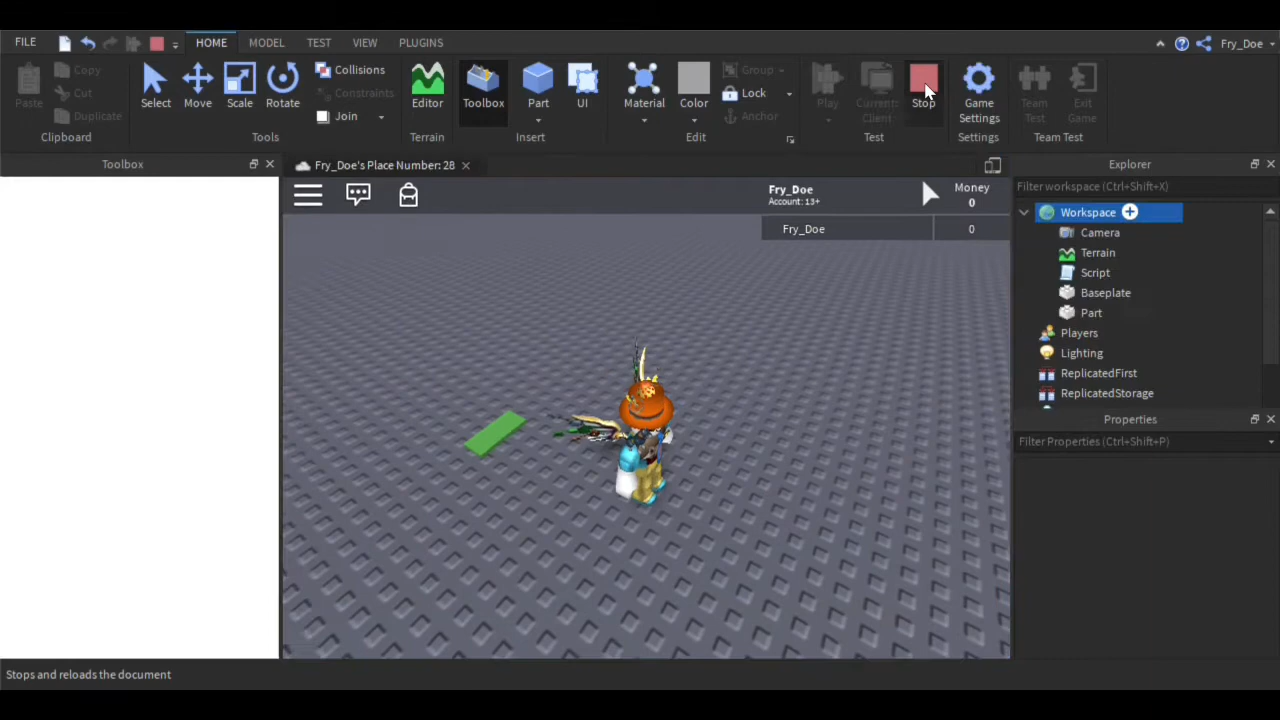 FILE HOME MODEL TEST VIEW PLUGINS Fry_Doe
Paste Copy Cut Duplicate Clipboard
Select Move Scale Rotate Collisions Constraints Join Tools
Editor Terrain
Toolbox Part UI Insert
Material Color Group Lock Anchor Edit
Play Current: Client Stop Test
Game Settings Settings
Team Test Exit Game Team Test
Toolbox
Fry_Doe's Place Number: 28
Explorer
Fry_Doe
Account: 13+
Money
0
Fry_Doe 0
Filter workspace (Ctrl+Shift+X)
Workspace
Camera
Terrain
Script
Baseplate
Part
Players
Lighting
ReplicatedFirst
ReplicatedStorage
Properties
Filter Properties (Ctrl+Shift+P)
Stops and reloads the document